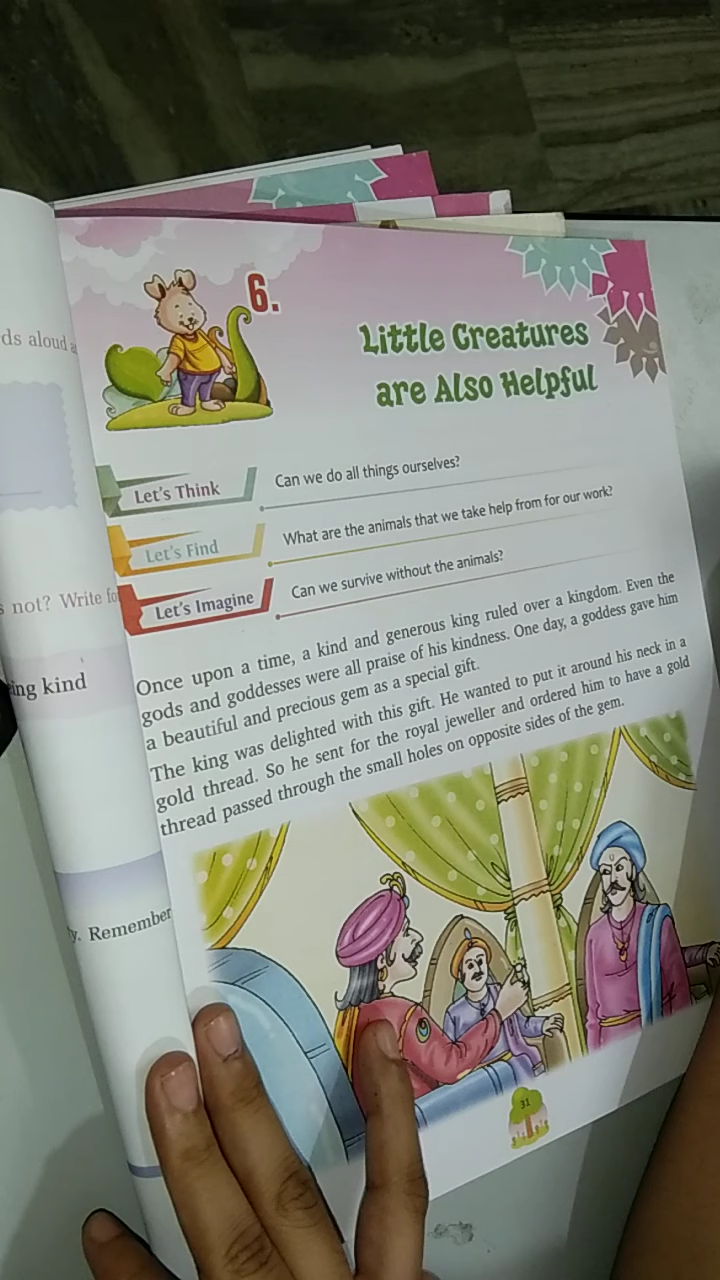 ds aloud a
s not? Write fo
ing kind
y. Remember
6.
Little Creatures
are Also Helpful
Let's Think
Can we do all things ourselves?
Let's Find
What are the animals that we take help from for our work?
Let's Imagine
Can we survive without the animals?
Once upon a time, a kind and generous king ruled over a kingdom. Even the
gods and goddesses were all praise of his kindness. One day, a goddess gave him
a beautiful and precious gem as a special gift.
The king was delighted with this gift. He wanted to put it around his neck in a
gold thread. So he sent for the royal jeweller and ordered him to have a gold
thread passed through the small holes on opposite sides of the gem.
31